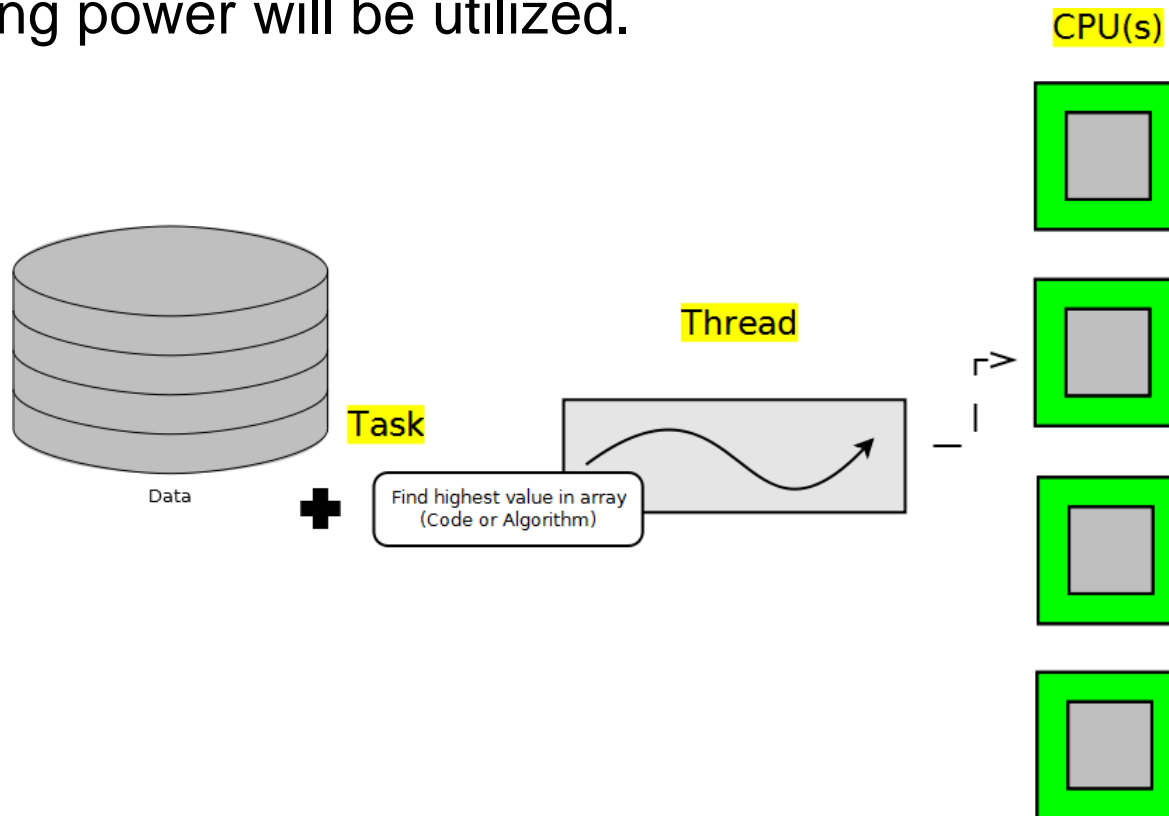 ng power will be utilized.
CPU(s)
Thread
Task
Data
Find highest value in array
(Code or Algorithm)